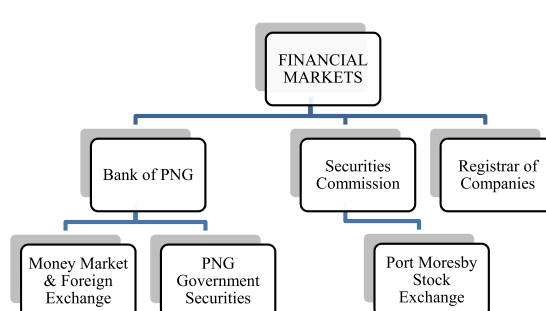 FINANCIAL
MARKETS
Bank of PNG
Securities
Commission
Registrar of
Companies
Money Market
& Foreign
Exchange
PNG
Government
Securities
Port Moresby
Stock
Exchange